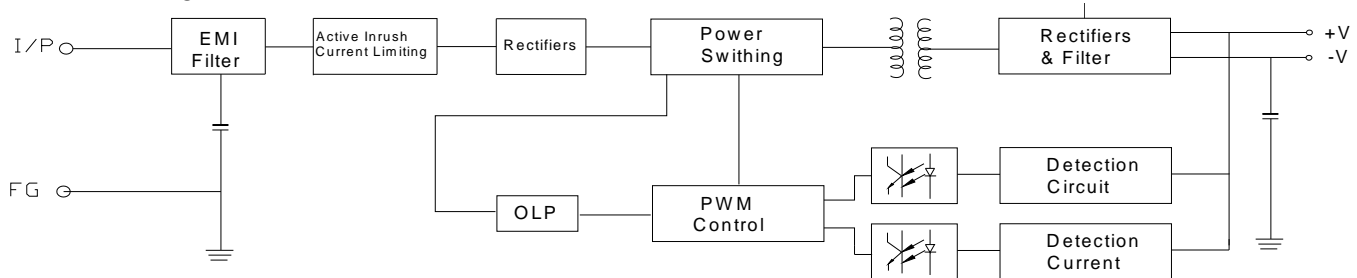 I/P
EMI
Filter
Active Inrush
Current Limiting
Rectifiers
Power
Swithing
Rectifiers
& Filter
+V
-V
FG
OLP
PWM
Control
Detection
Circuit
Detection
Current